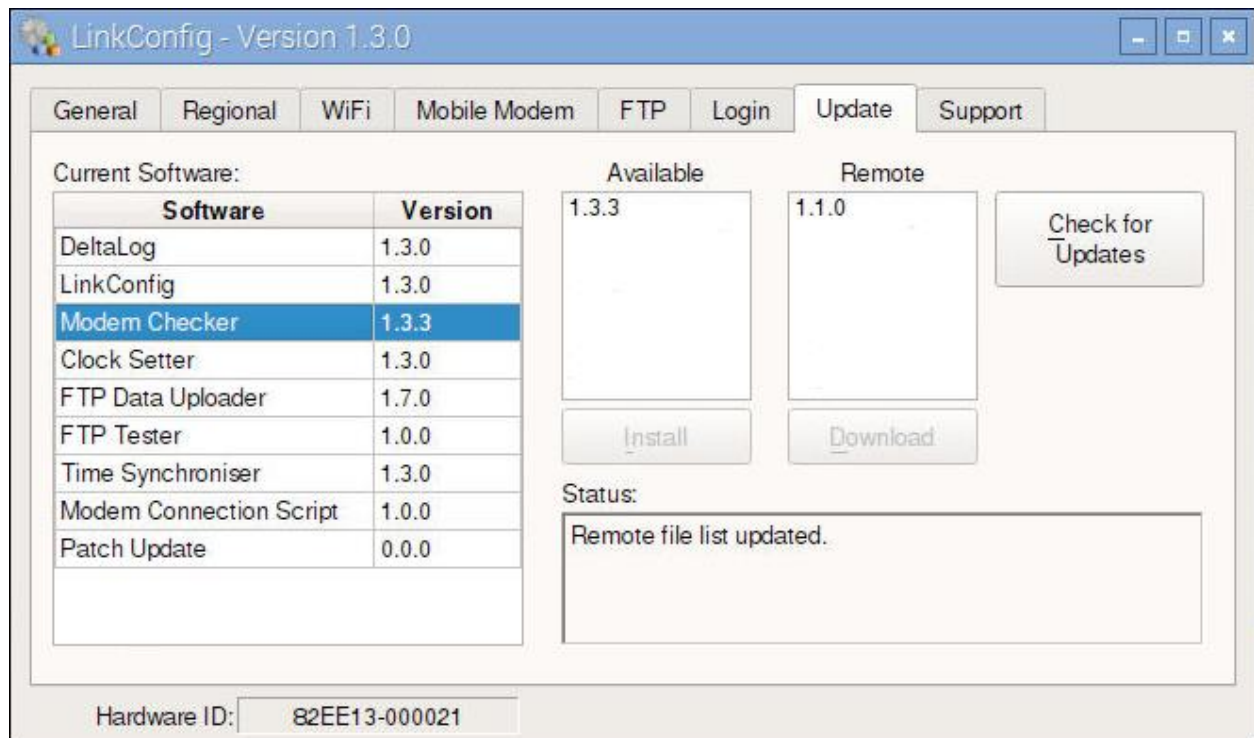 LinkConfig - Version 1.3.0
General Regional WiFi Mobile Modem FTP Login Update Support
Current Software:
Software Version
DeltaLog 1.3.0
LinkConfig 1.3.0
Modem Checker 1.3.3
Clock Setter 1.3.0
FTP Data Uploader 1.7.0
FTP Tester 1.0.0
Time Synchroniser 1.3.0
Modem Connection Script 1.0.0
Patch Update 0.0.0
Available
1.3.3
Install
Remote
1.1.0
Download
Check for
Updates
Status:
Remote file list updated.
Hardware ID: 82EE13-000021